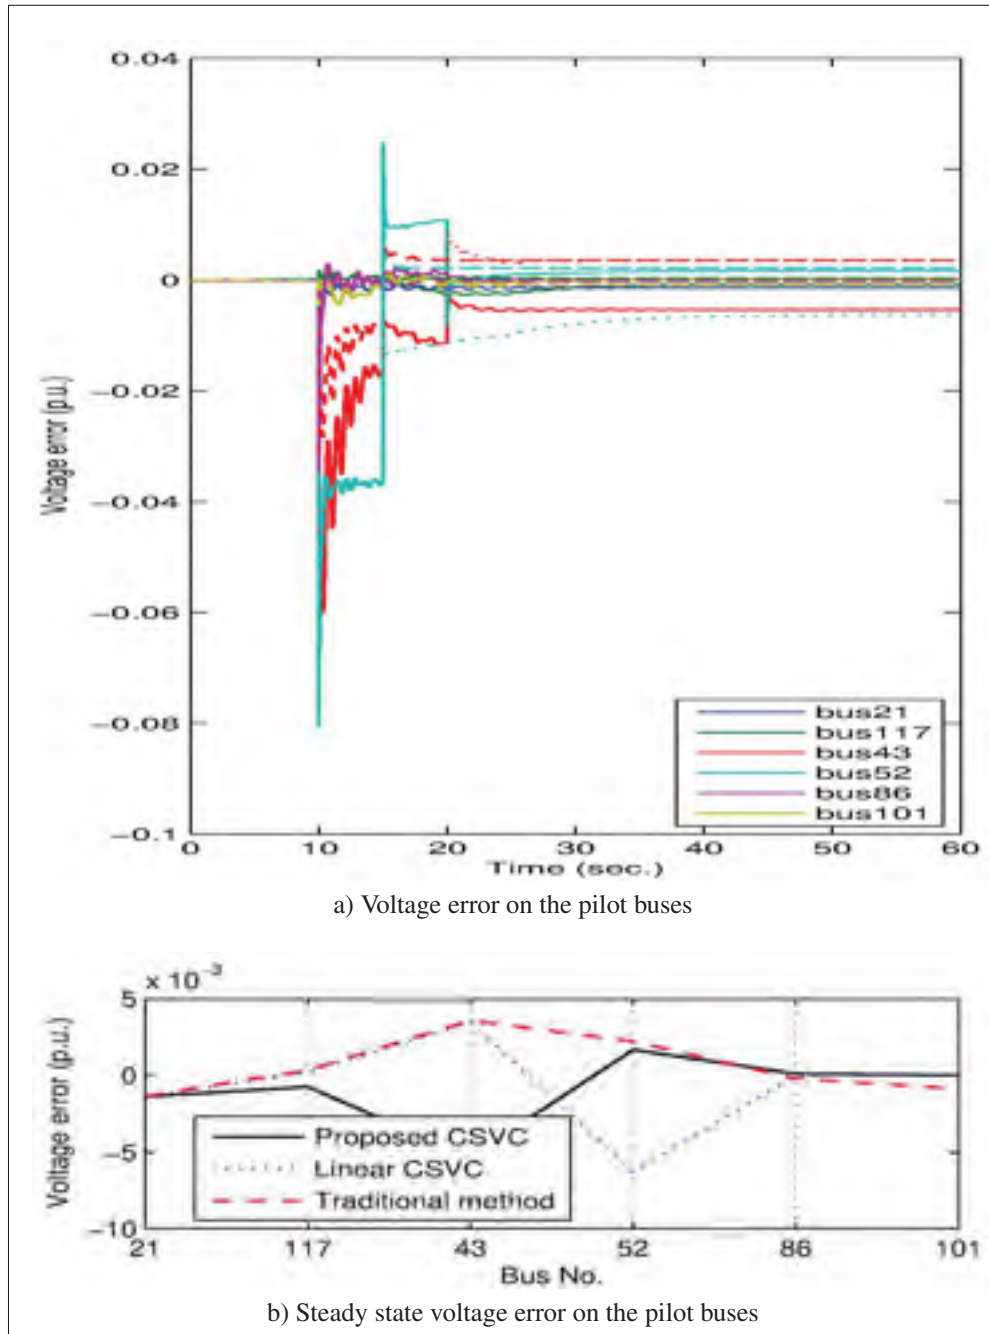 0.04
0.02
0
−0.02
−0.04
−0.06
−0.08
−0.1
Voltage error (p.u.)
0 10 20 30 40 50 60
Time (sec.)
bus21
bus117
bus43
bus52
bus86
bus101
a) Voltage error on the pilot buses
x 10⁻³
5
0
−5
−10
Voltage error (p.u.)
Proposed CSVC
Linear CSVC
Traditional method
21 117 43 52 86 101
Bus No.
b) Steady state voltage error on the pilot buses